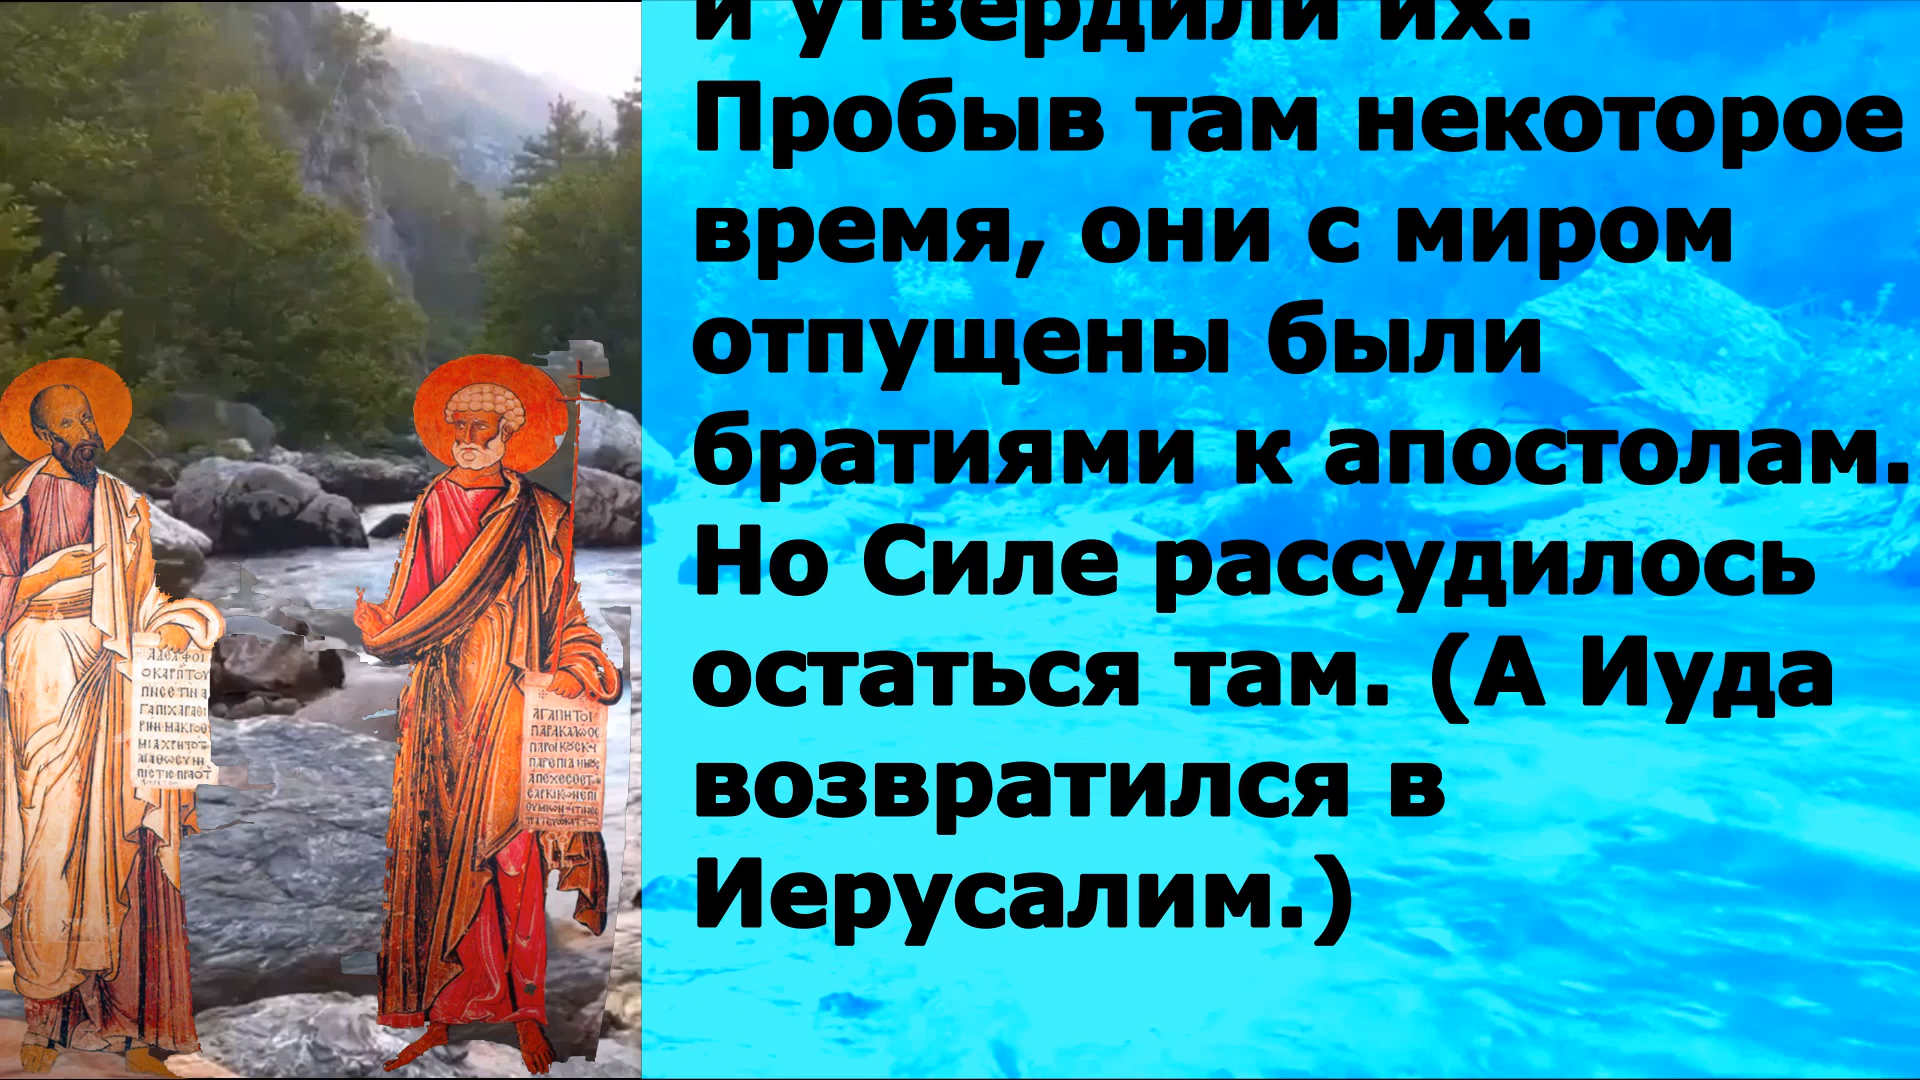 и утвердили их.
Пробыв там некоторое
время, они с миром
отпущены были
братиями к апостолам.
Но Силе рассудилось
остаться там. (А Иуда
возвратился в
Иерусалим.)
ΑΓΑΠΗΤΟΙ